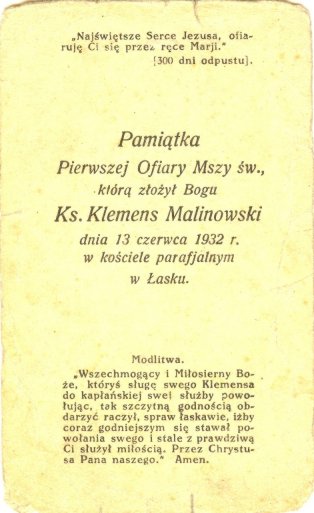 „Najświętsze Serce Jezusa, ofia-
ruję Ci się przez ręce Marji."
[300 dni odpustu].
Pamiątka
Pierwszej Ofiary Mszy św.,
którą złożył Bogu
Ks. Klemens Malinowski
dnia 13 czerwca 1932 r.
w kościele parafjalnym
w Łasku.
Modlitwa.
„Wszechmogący i Miłosierny Bo-
że, któryś sługę swego Klemensa
do kapłańskiej swej służby powo-
łując, tak szczytną godnością ob-
darzyć raczył, spraw łaskawie, iżby
coraz godniejszym się stawał po-
wołania swego i stale z prawdziwą
Ci służył miłością. Przez Chrystu-
sa Pana naszego." Amen.